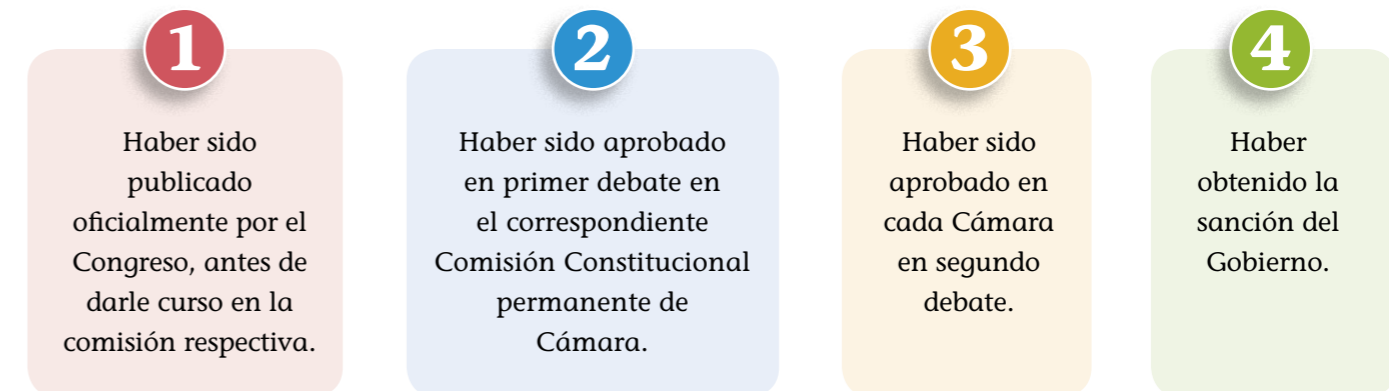 1
Haber sido
publicado
oficialmente por el
Congreso, antes de
darle curso en la
comisión respectiva.
2
Haber sido aprobado
en primer debate en
el correspondiente
Comisión Constitucional
permanente de
Cámara.
3
Haber sido
aprobado en
cada Cámara
en segundo
debate.
4
Haber
obtenido la
sanción del
Gobierno.